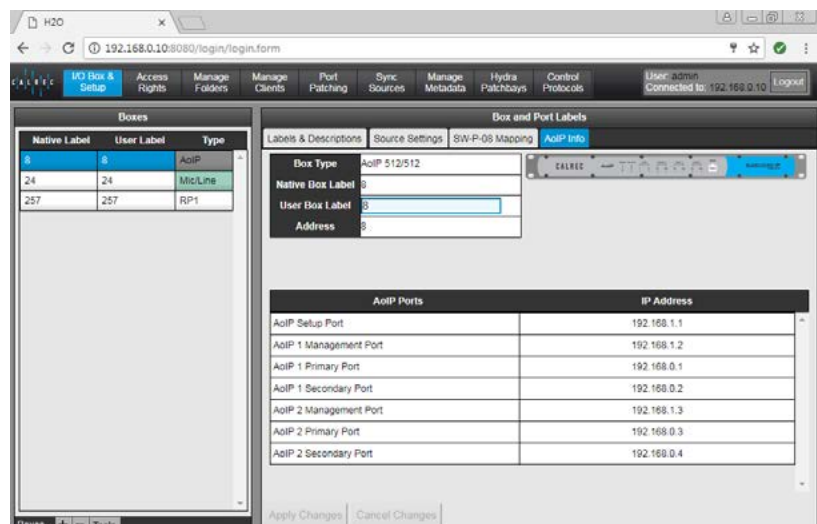 H2O
192.168.0.10:8080/login/login.form
CALREC
I/O Box & Setup
Access Rights
Manage Folders
Manage Clients
Port Patching
Sync Sources
Manage Metadata
Hydra Patchbays
Control Protocols
User: admin
Connected to: 192.168.0.10
Logout
Boxes
Native Label User Label Type
8 8 AoIP
24 24 Mic/Line
257 257 RP1
Box and Port Labels
Labels & Descriptions Source Settings SW-P-08 Mapping AoIP Info
Box Type AoIP 512/512
Native Box Label 8
User Box Label 8
Address 8
CALREC
AoIP Ports IP Address
AoIP Setup Port 192.168.1.1
AoIP 1 Management Port 192.168.1.2
AoIP 1 Primary Port 192.168.0.1
AoIP 1 Secondary Port 192.168.0.2
AoIP 2 Management Port 192.168.1.3
AoIP 2 Primary Port 192.168.0.3
AoIP 2 Secondary Port 192.168.0.4
Apply Changes Cancel Changes